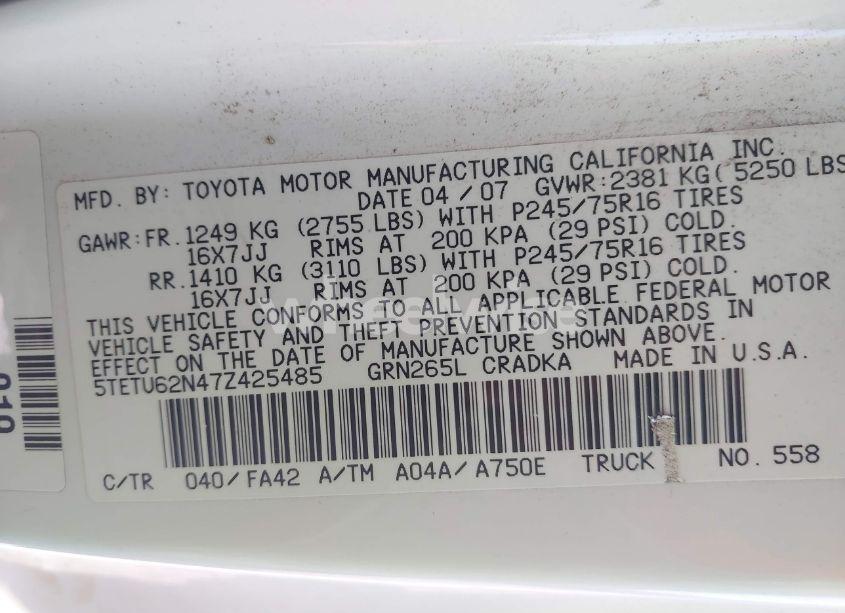 MFD. BY: TOYOTA MOTOR MANUFACTURING CALIFORNIA INC.
DATE 04/07 GVWR:2381 KG( 5250 LBS
GAWR:FR.1249 KG (2755 LBS) WITH P245/75R16 TIRES
16X7JJ RIMS AT 200 KPA (29 PSI) COLD.
RR.1410 KG (3110 LBS) WITH P245/75R16 TIRES
16X7JJ RIMS AT 200 KPA (29 PSI) COLD.
THIS VEHICLE CONFORMS TO ALL APPLICABLE FEDERAL MOTOR
VEHICLE SAFETY AND THEFT PREVENTION STANDARDS IN
EFFECT ON THE DATE OF MANUFACTURE SHOWN ABOVE.
5TETU62N47Z425485 GRN265L CRADKA MADE IN U.S.A.
C/TR 040/FA42 A/TM A04A/A750E TRUCK NO. 558